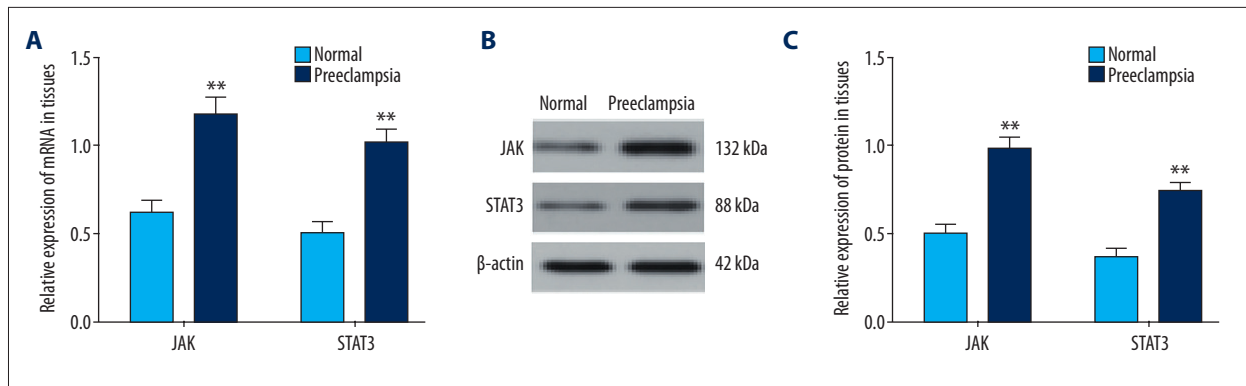 A
Relative expression of mRNA in tissues
1.5
1.0
0.5
0.0
Normal
Preeclampsia
**
**
JAK
STAT3
B
Normal Preeclampsia
JAK 132 kDa
STAT3 88 kDa
β-actin 42 kDa
C
Relative expression of protein in tissues
1.5
1.0
0.5
0.0
Normal
Preeclampsia
**
**
JAK
STAT3